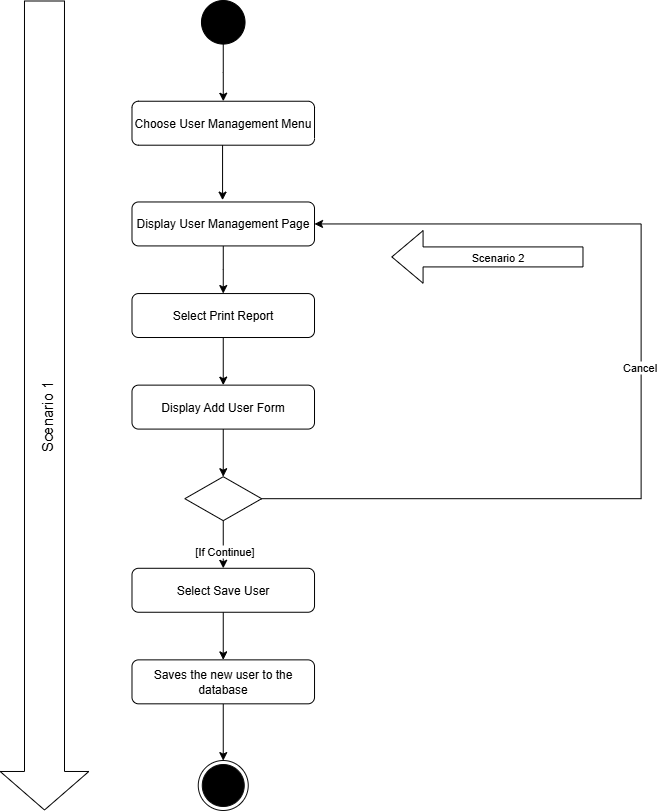 Choose User Management Menu
Display User Management Page
Scenario 2
Select Print Report
Cancel
Scenario 1
Display Add User Form
[If Continue]
Select Save User
Saves the new user to the
database